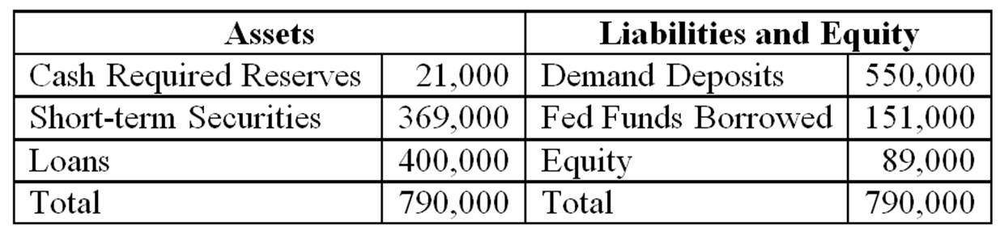 Assets Liabilities and Equity
Cash Required Reserves 21,000 Demand Deposits 550,000
Short-term Securities 369,000 Fed Funds Borrowed 151,000
Loans 400,000 Equity 89,000
Total 790,000 Total 790,000